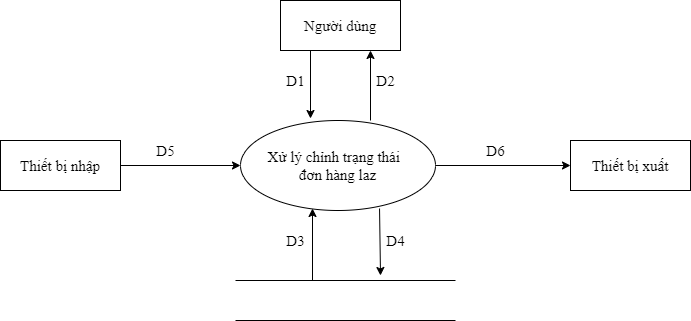 Người dùng
D1
D2
D5
D6
Thiết bị nhập
Xử lý chỉnh trạng thái
đơn hàng laz
Thiết bị xuất
D3
D4